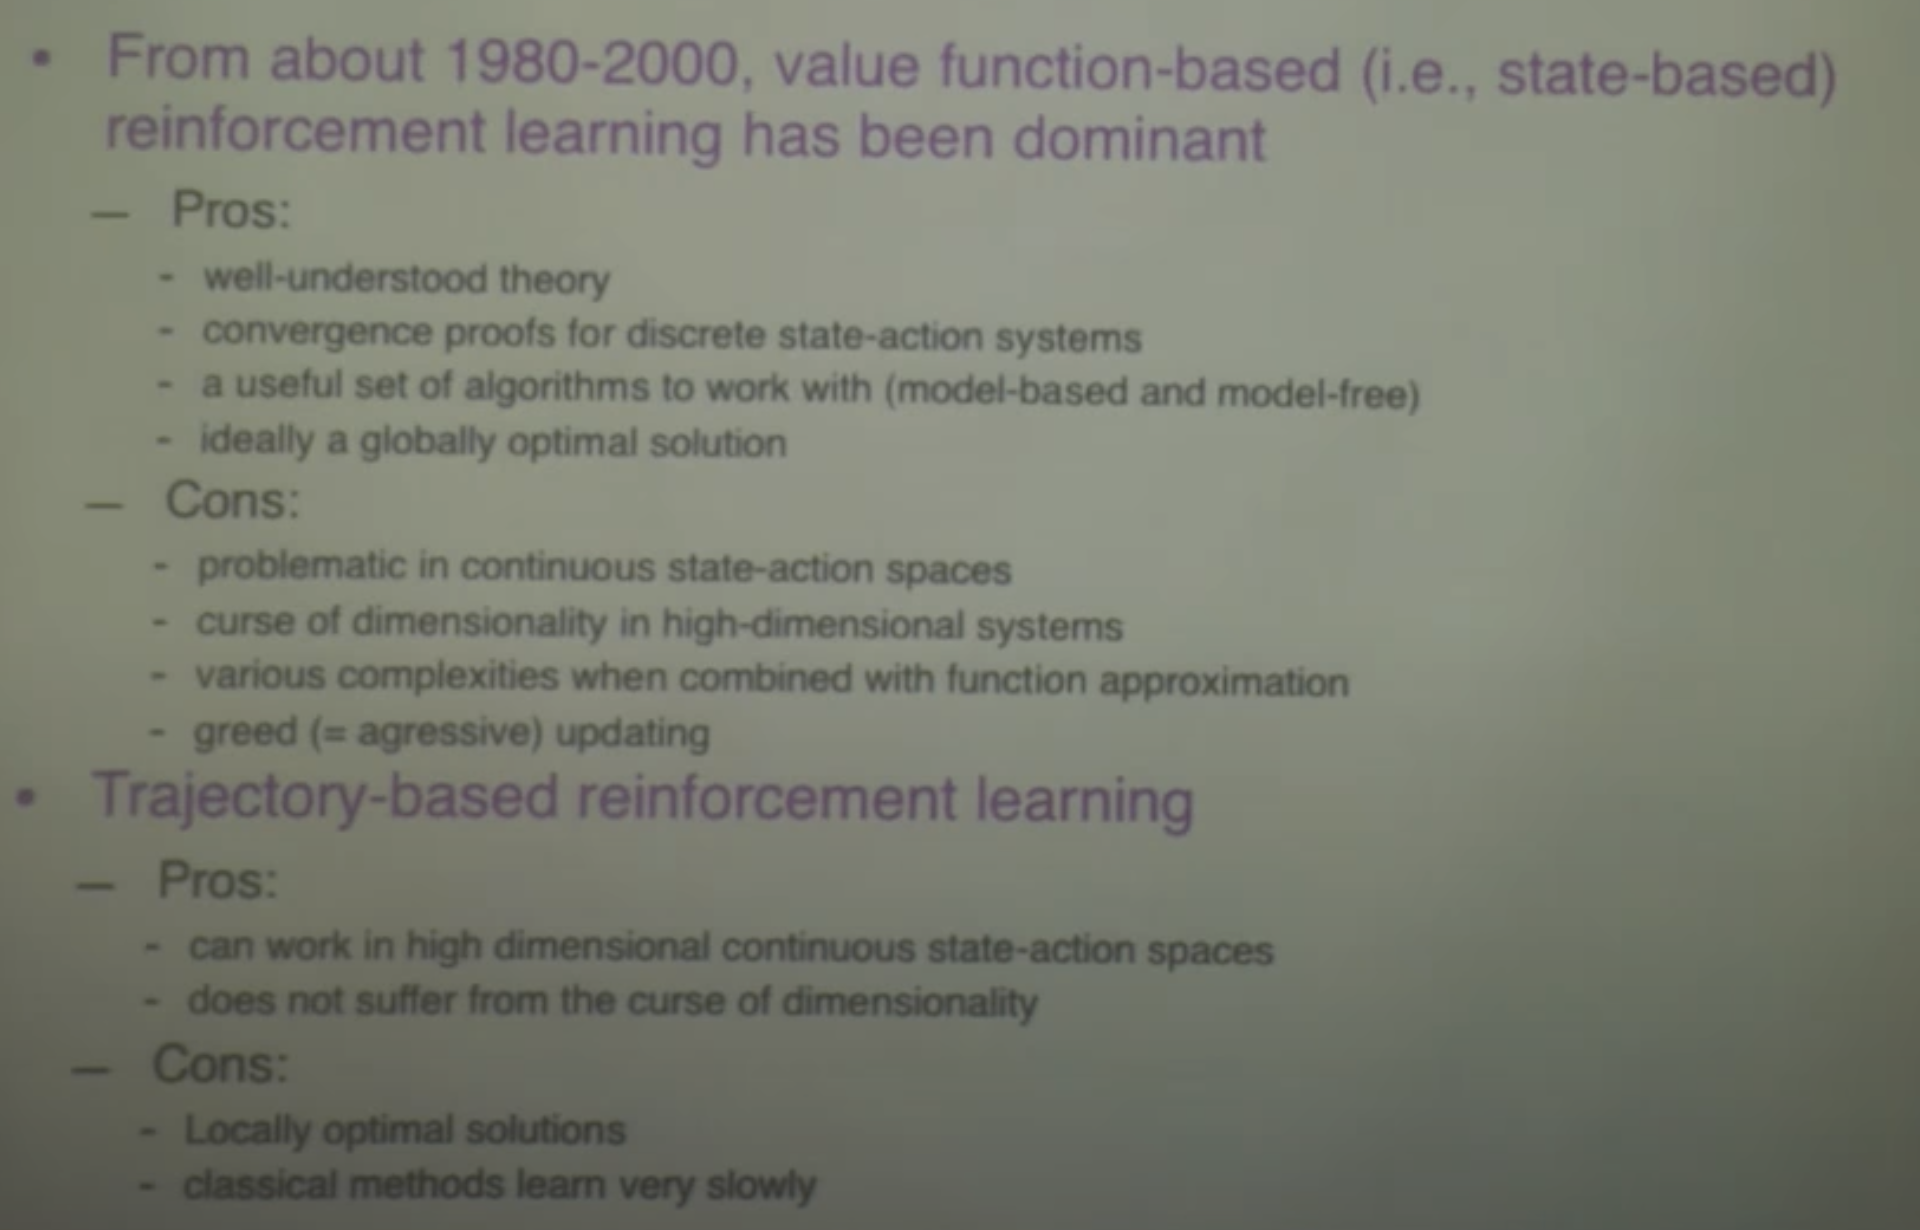 • From about 1980-2000, value function-based (i.e., state-based)
reinforcement learning has been dominant
— Pros:
- well-understood theory
- convergence proofs for discrete state-action systems
- a useful set of algorithms to work with (model-based and model-free)
- ideally a globally optimal solution
— Cons:
- problematic in continuous state-action spaces
- curse of dimensionality in high-dimensional systems
- various complexities when combined with function approximation
- greed (= agressive) updating
• Trajectory-based reinforcement learning
— Pros:
- can work in high dimensional continuous state-action spaces
- does not suffer from the curse of dimensionality
— Cons:
- Locally optimal solutions
- classical methods learn very slowly